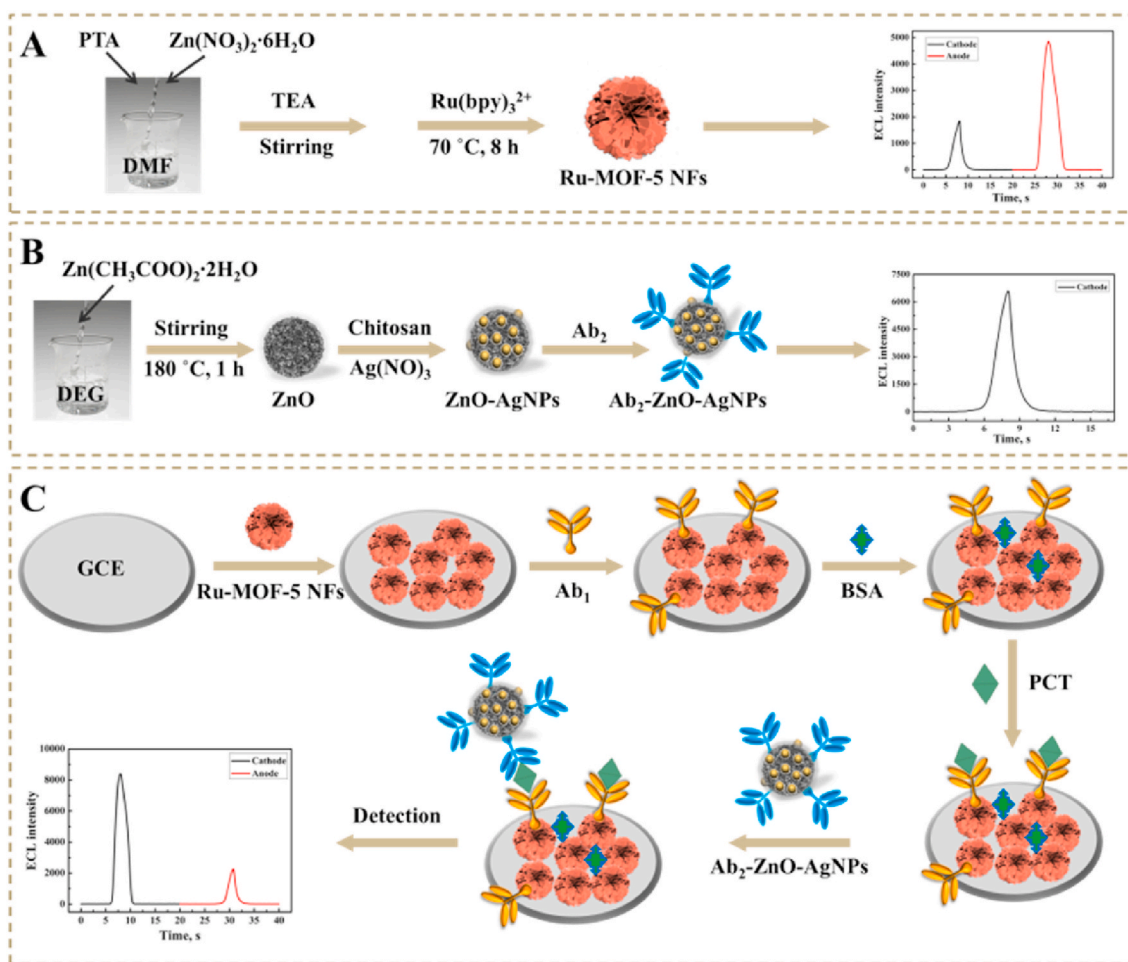 A
PTA
Zn(NO3)2·6H2O
DMF
TEA
Stirring
Ru(bpy)3²⁺
70 °C, 8 h
Ru-MOF-5 NFs
ECL intensity
5000
4000
3000
2000
1000
0
Cathode
Anode
0 5 10 15 20 25 30 35 40
Time, s
B
Zn(CH3COO)2·2H2O
DEG
Stirring
180 °C, 1 h
ZnO
Chitosan
Ag(NO)3
ZnO-AgNPs
Ab2
Ab2-ZnO-AgNPs
ECL intensity
7500
6000
4500
3000
1500
0
Cathode
0 3 6 9 12 15
Time, s
C
GCE
Ru-MOF-5 NFs
Ab1
BSA
PCT
Ab2-ZnO-AgNPs
Detection
ECL intensity
10000
8000
6000
4000
2000
0
Cathode
Anode
0 5 10 15 20 25 30 35 40
Time, s